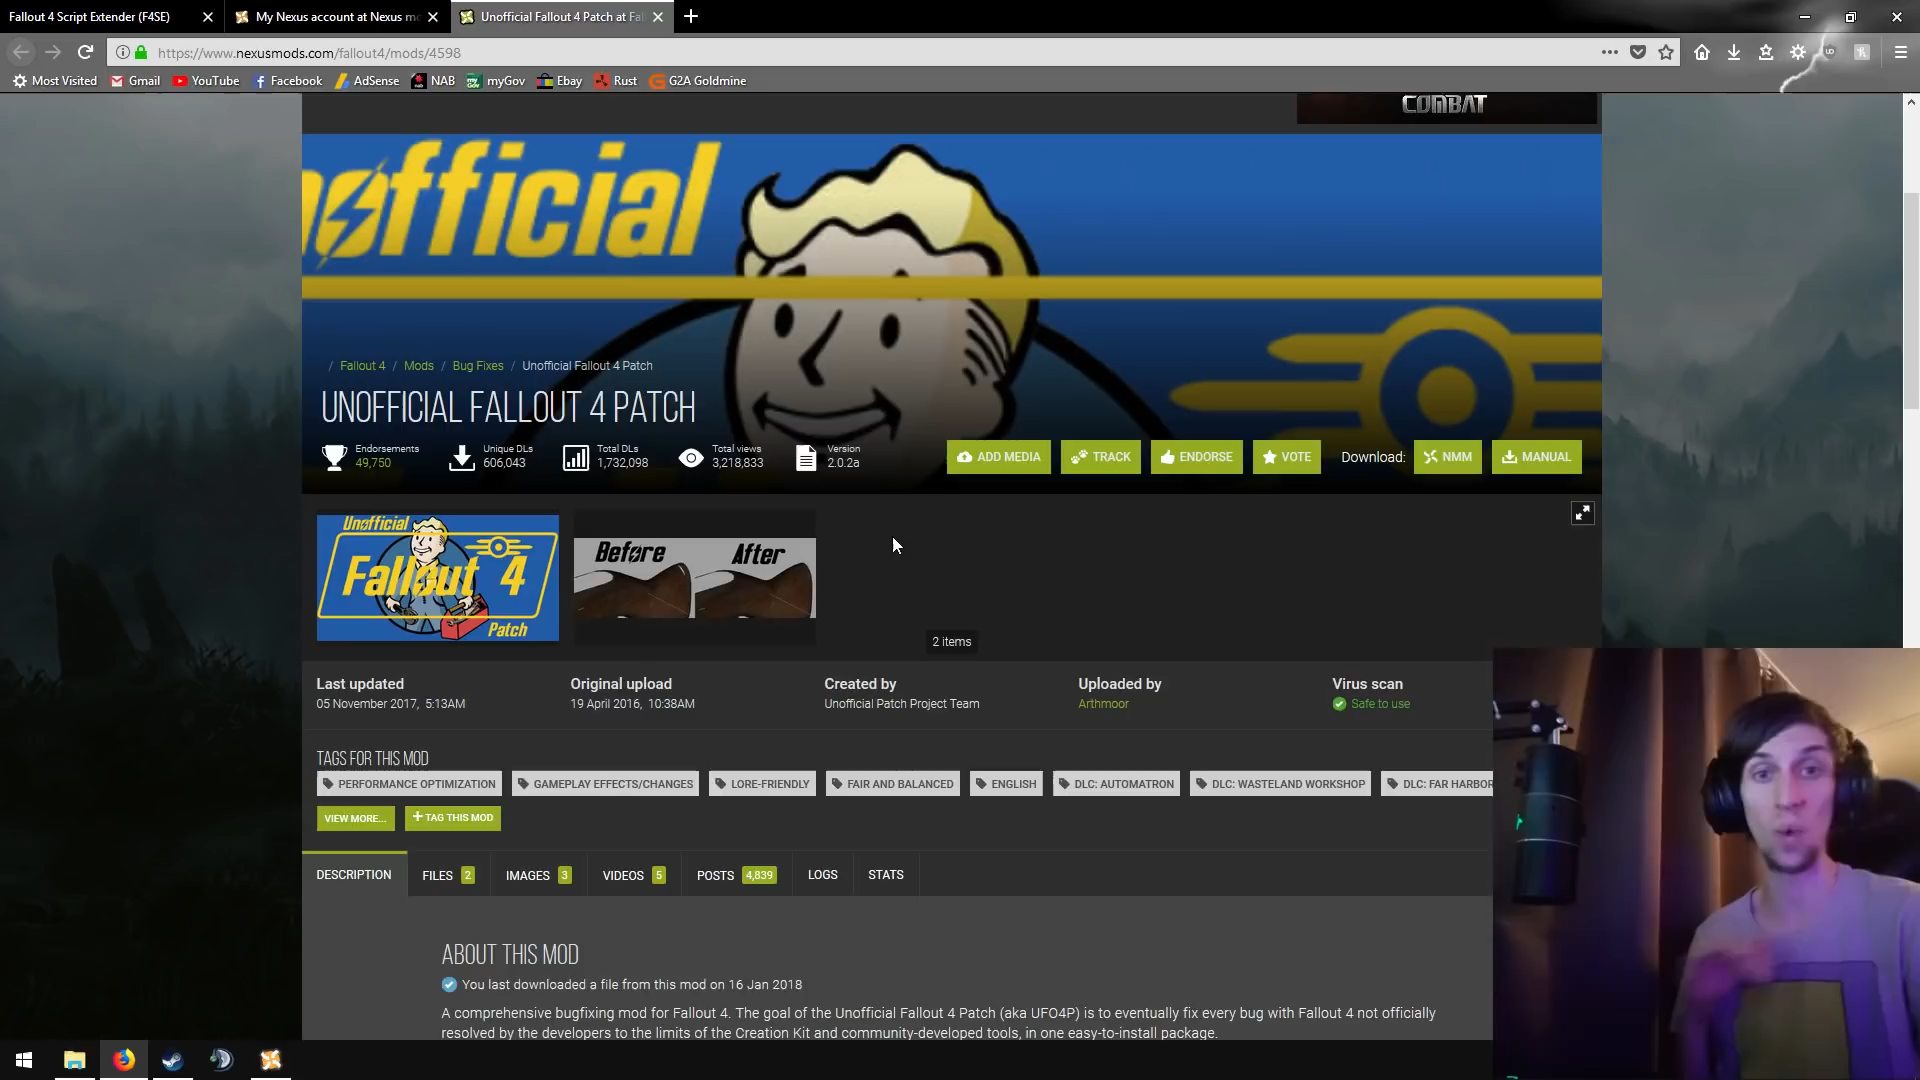 Fallout 4 Script Extender (F4SE)
My Nexus account at Nexus mo
Unofficial Fallout 4 Patch at Fal
https://www.nexusmods.com/fallout4/mods/4598
Most Visited
Gmail
YouTube
Facebook
AdSense
NAB
myGov
Ebay
Rust
G2A Goldmine
COMBAT
nofficial
/ Fallout 4 / Mods / Bug Fixes / Unofficial Fallout 4 Patch
UNOFFICIAL FALLOUT 4 PATCH
Endorsements
49,750
Unique DLs
606,043
Total DLs
1,732,098
Total views
3,218,833
Version
2.0.2a
ADD MEDIA
TRACK
ENDORSE
VOTE
Download:
NMM
MANUAL
Unofficial
Fallout 4
Patch
Before
After
2 items
Last updated
05 November 2017, 5:13AM
Original upload
19 April 2016, 10:38AM
Created by
Unofficial Patch Project Team
Uploaded by
Arthmoor
Virus scan
Safe to use
TAGS FOR THIS MOD
PERFORMANCE OPTIMIZATION
GAMEPLAY EFFECTS/CHANGES
LORE-FRIENDLY
FAIR AND BALANCED
ENGLISH
DLC: AUTOMATRON
DLC: WASTELAND WORKSHOP
DLC: FAR HARBOR
VIEW MORE...
TAG THIS MOD
DESCRIPTION
FILES 2
IMAGES 3
VIDEOS 5
POSTS 4,839
LOGS
STATS
ABOUT THIS MOD
You last downloaded a file from this mod on 16 Jan 2018
A comprehensive bugfixing mod for Fallout 4. The goal of the Unofficial Fallout 4 Patch (aka UFO4P) is to eventually fix every bug with Fallout 4 not officially
resolved by the developers to the limits of the Creation Kit and community-developed tools, in one easy-to-install package.